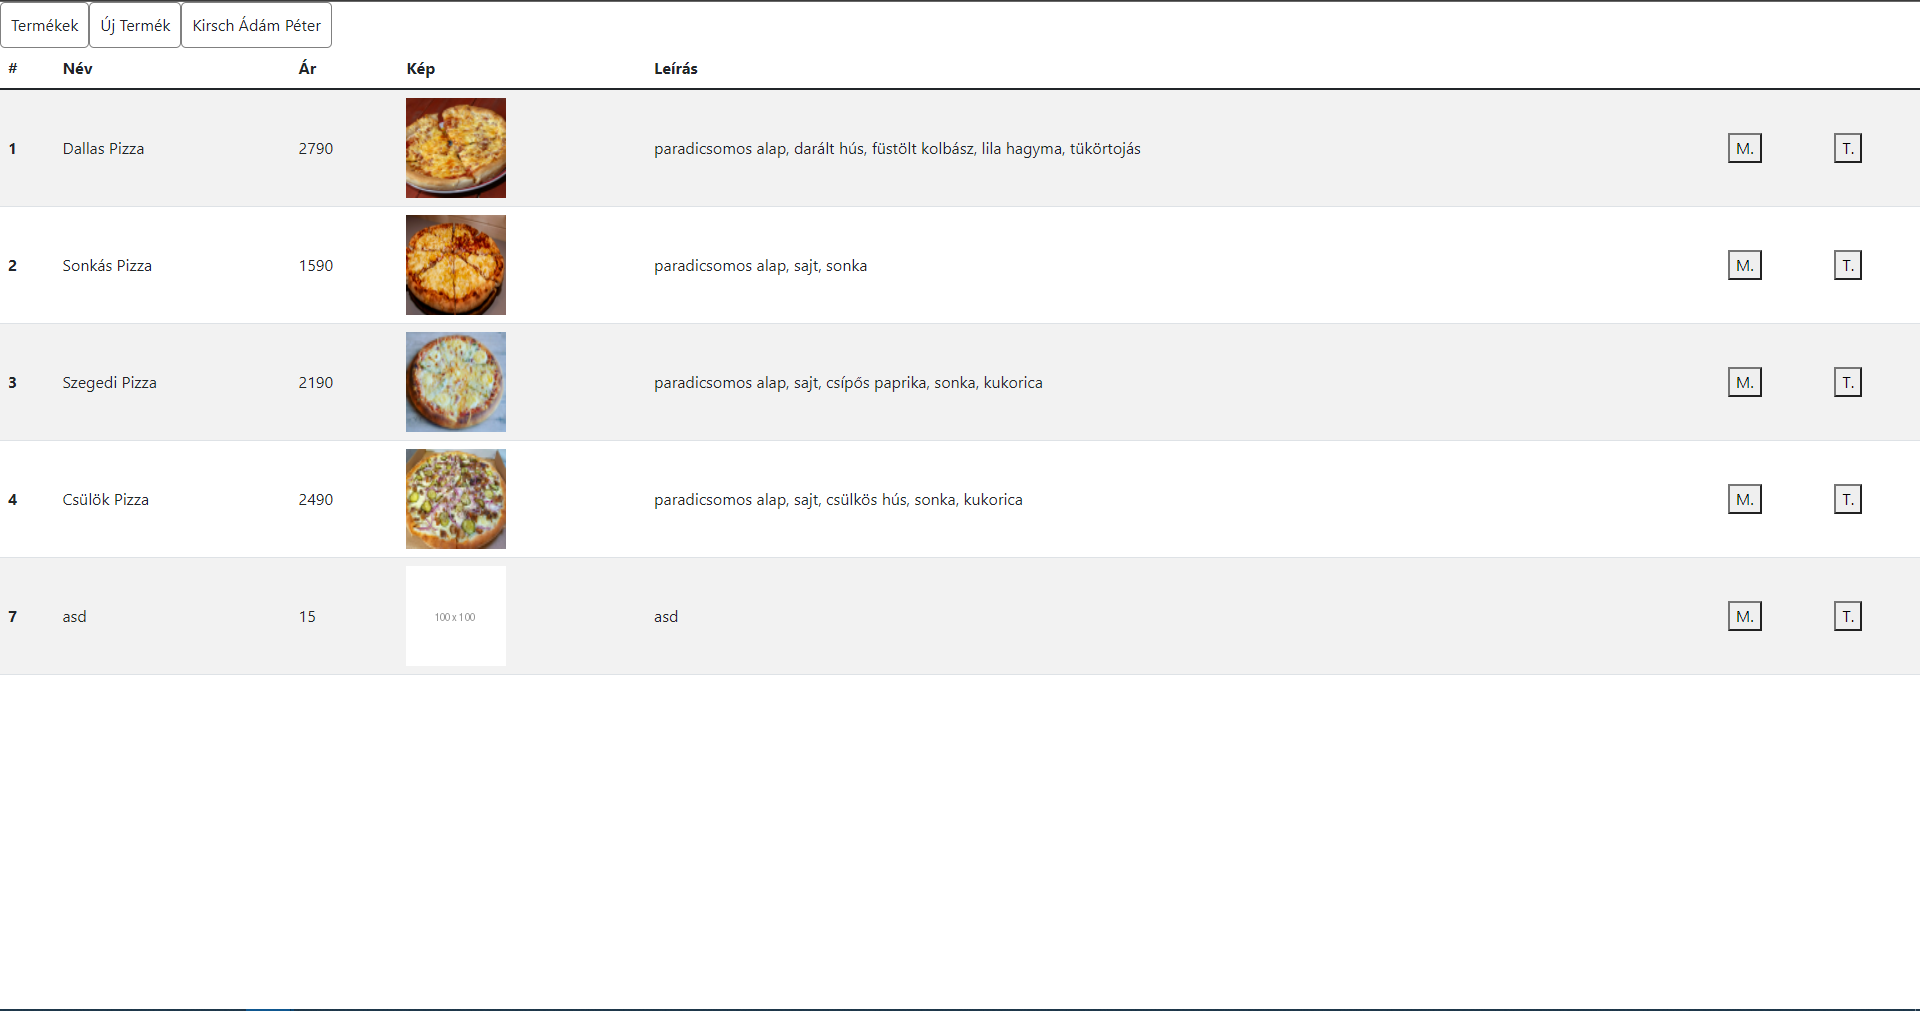 Termékek Új Termék Kirsch Ádám Péter
# Név Ár Kép Leírás
1 Dallas Pizza 2790 paradicsomos alap, darált hús, füstölt kolbász, lila hagyma, tükörtojás M. T.
2 Sonkás Pizza 1590 paradicsomos alap, sajt, sonka M. T.
3 Szegedi Pizza 2190 paradicsomos alap, sajt, csípős paprika, sonka, kukorica M. T.
4 Csülök Pizza 2490 paradicsomos alap, sajt, csülkös hús, sonka, kukorica M. T.
7 asd 15 100 x 100 asd M. T.